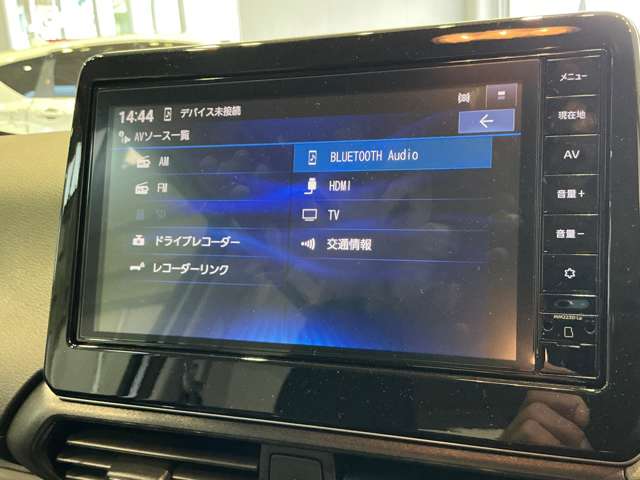 14:44 デバイス未接続
AVソース一覧
AM
FM
SD
ドライブレコーダー
レコーダーリンク
BLUETOOTH Audio
HDMI
TV
交通情報
メニュー
現在地
AV
音量+
音量-